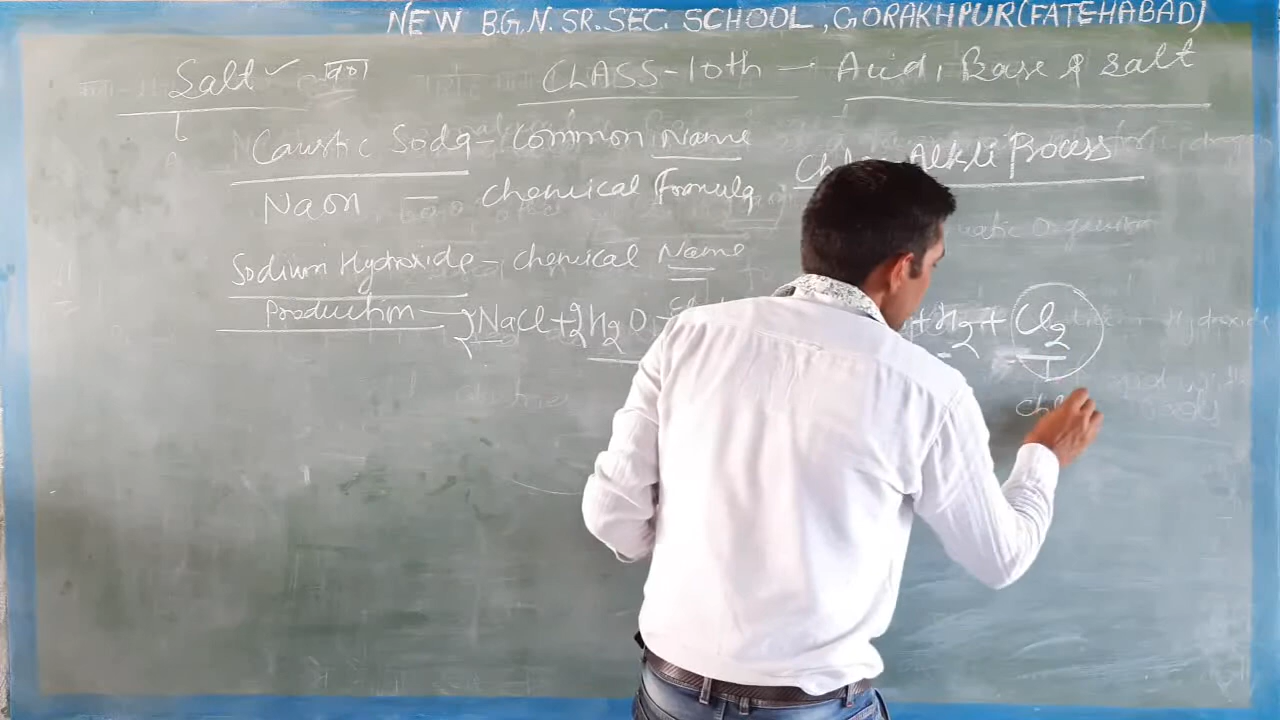 NEW B.G.N. SR. SEC. SCHOOL, GORAKHPUR (FATEHABAD)
Salt ✓
CLASS-10th - Acid, Base & Salt
Caustic Soda - Common Name
Alkli Process
NaOH - chemical Formula
Sodium Hydroxide - chemical Name
Production → 2NaCl + 2H2O
+ H2 + Cl2